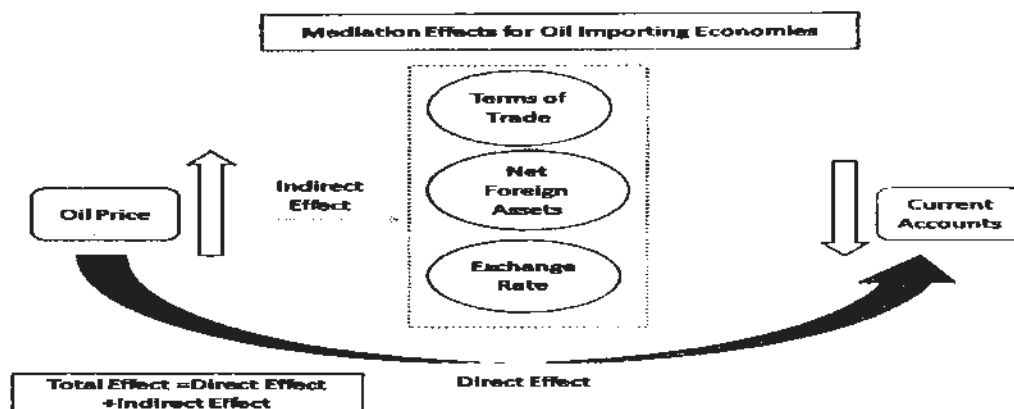 Mediation Effects for Oil Importing Economies
Terms of
Trade
Indirect
Effect
Net
Foreign
Assets
Oil Price
Current
Accounts
Exchange
Rate
Direct Effect
Total Effect =Direct Effect
+Indirect Effect